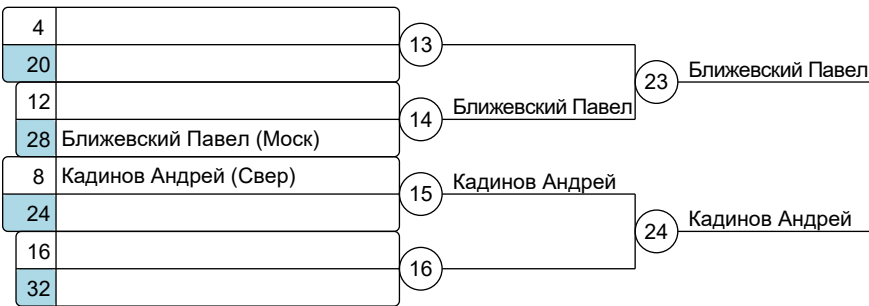 4
13
20
23 Ближевский Павел
12
14 Ближевский Павел
28 Ближевский Павел (Моск)
8 Кадинов Андрей (Свер)
15 Кадинов Андрей
24
24 Кадинов Андрей
16
16
32